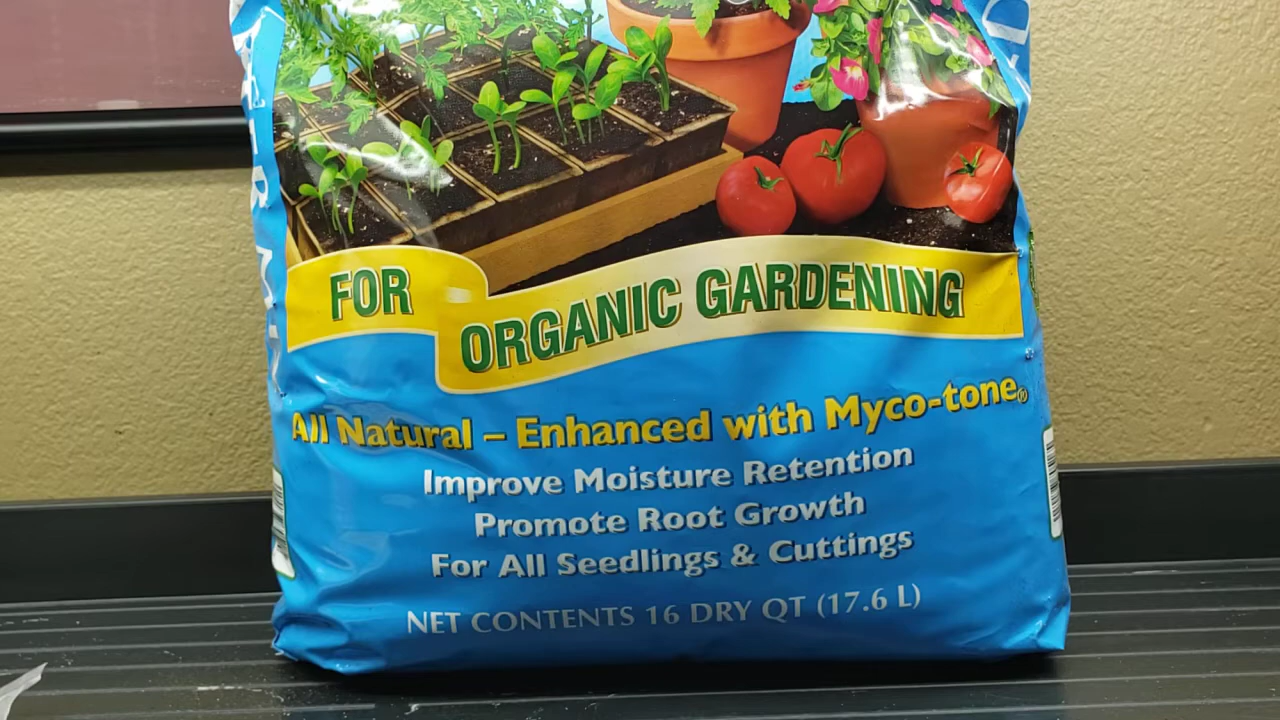 FOR
ORGANIC GARDENING
All Natural – Enhanced with Myco-tone®
Improve Moisture Retention
Promote Root Growth
For All Seedlings & Cuttings
NET CONTENTS 16 DRY QT (17.6 L)